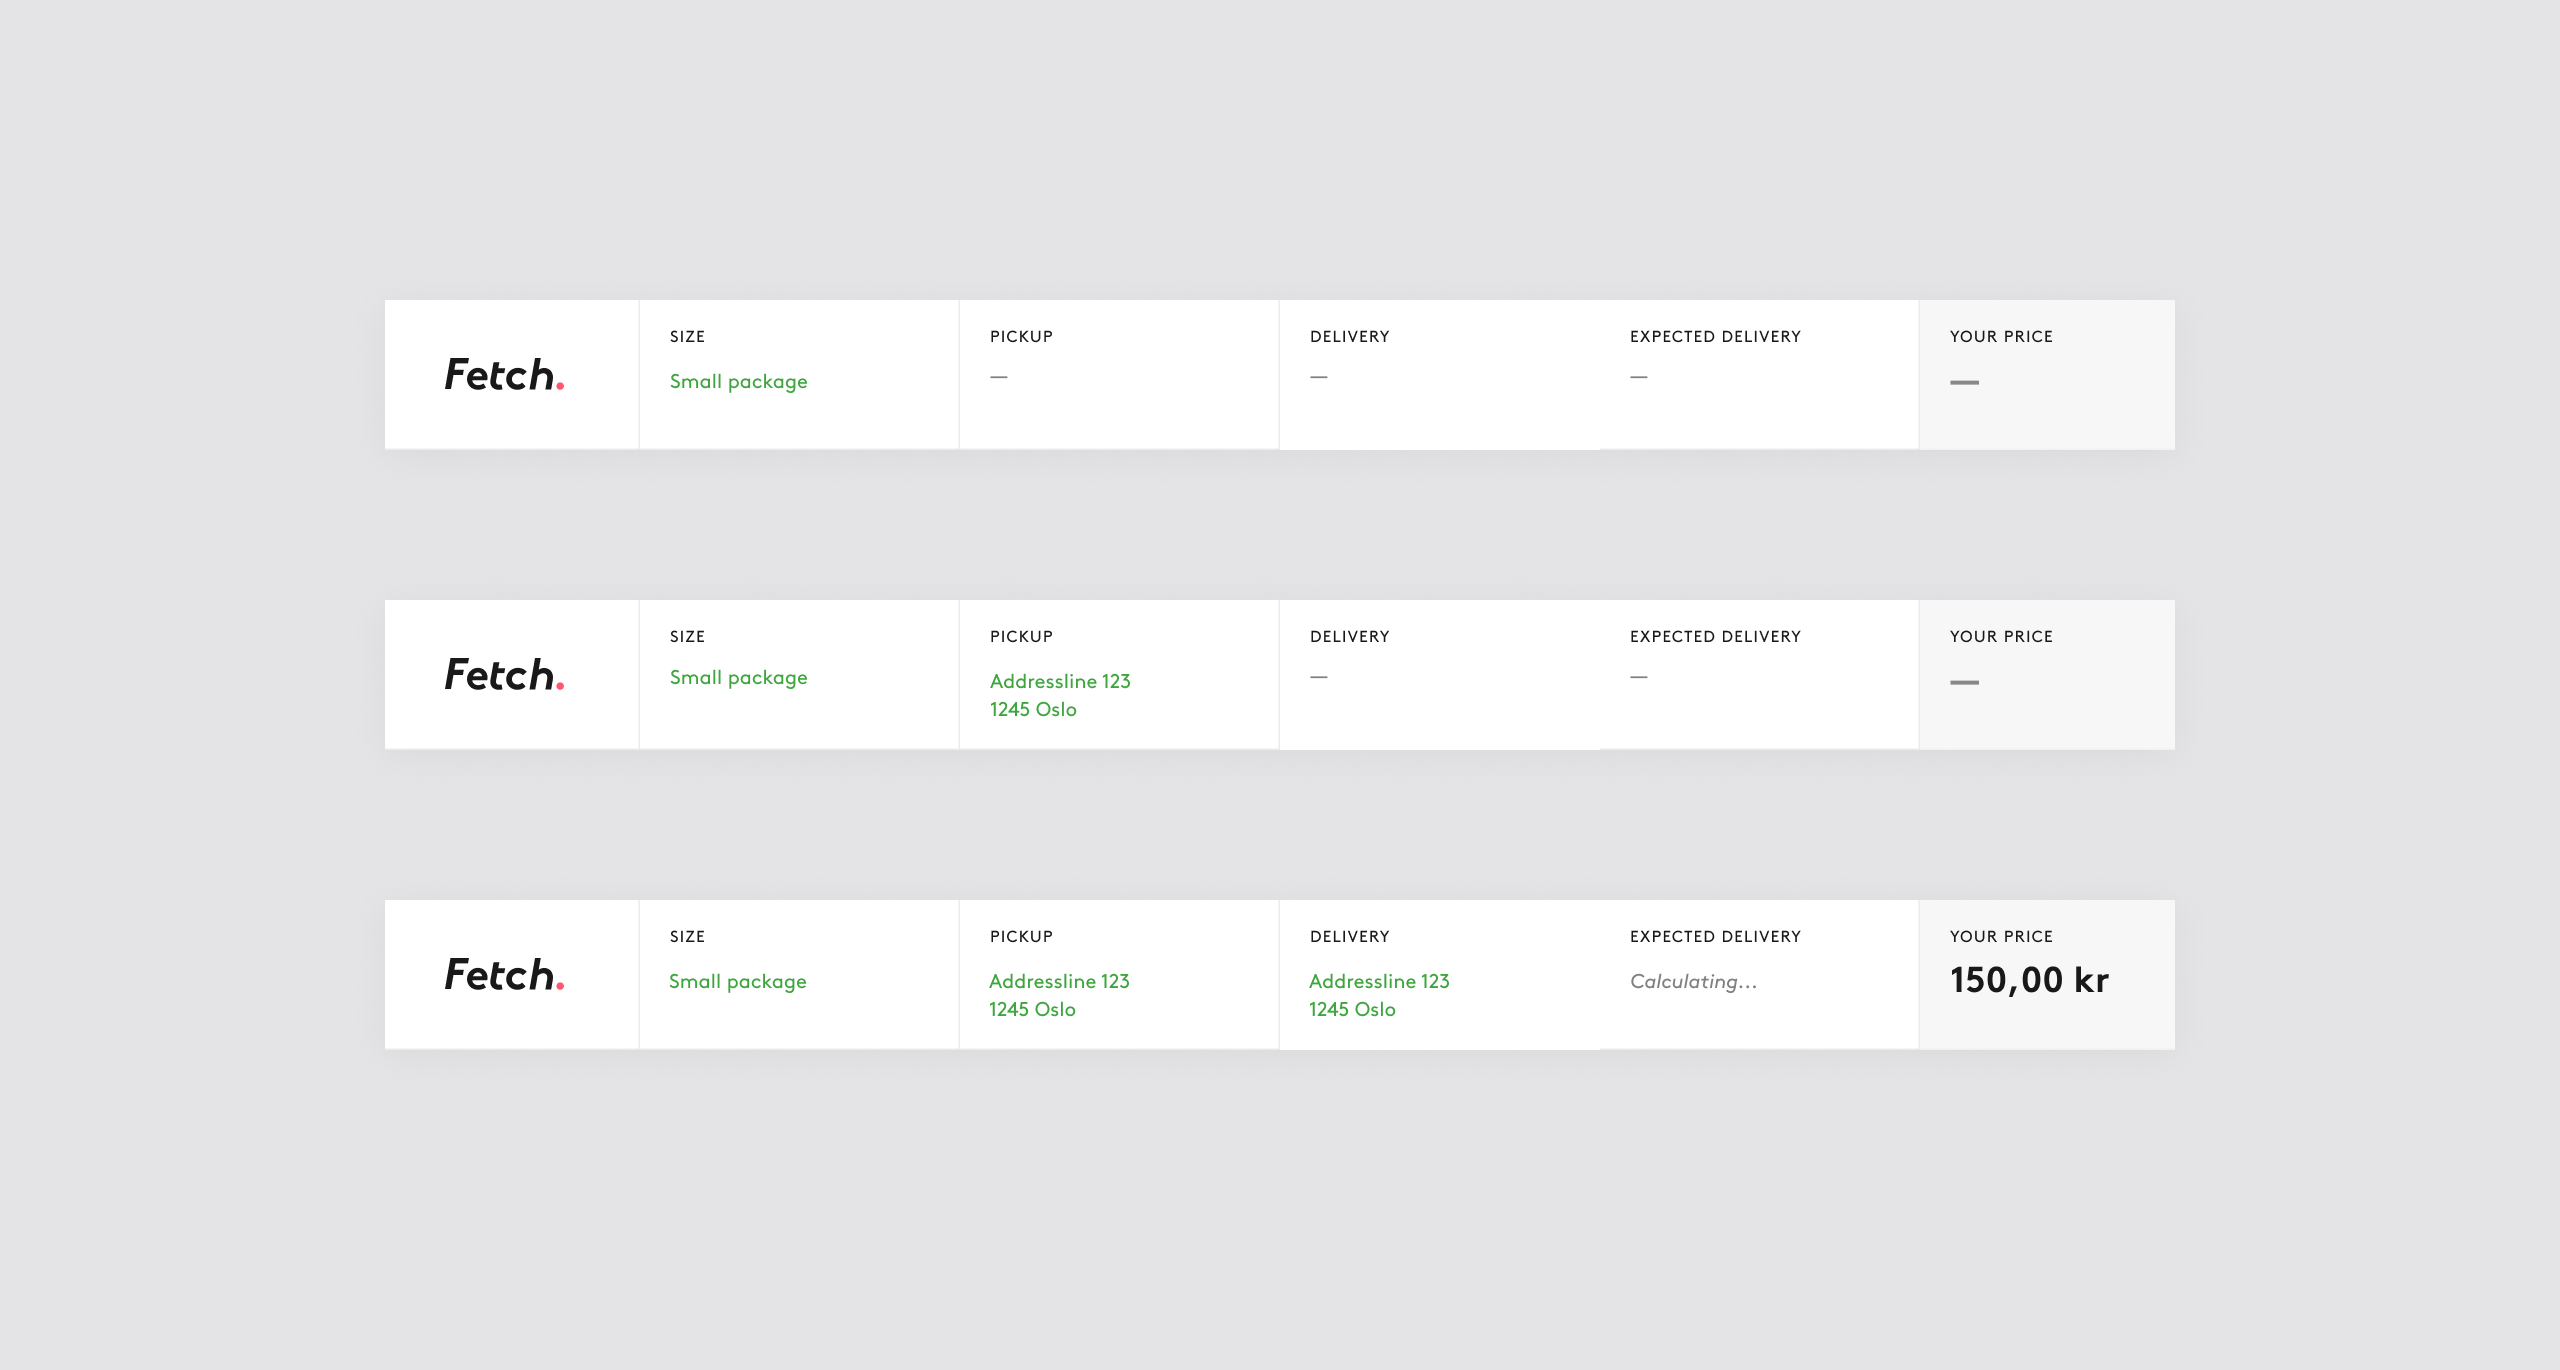 Fetch.
SIZE
Small package
PICKUP
—
DELIVERY
—
EXPECTED DELIVERY
—
YOUR PRICE
—
Fetch.
SIZE
Small package
PICKUP
Addressline 123
1245 Oslo
DELIVERY
—
EXPECTED DELIVERY
—
YOUR PRICE
—
Fetch.
SIZE
Small package
PICKUP
Addressline 123
1245 Oslo
DELIVERY
Addressline 123
1245 Oslo
EXPECTED DELIVERY
Calculating...
YOUR PRICE
150,00 kr